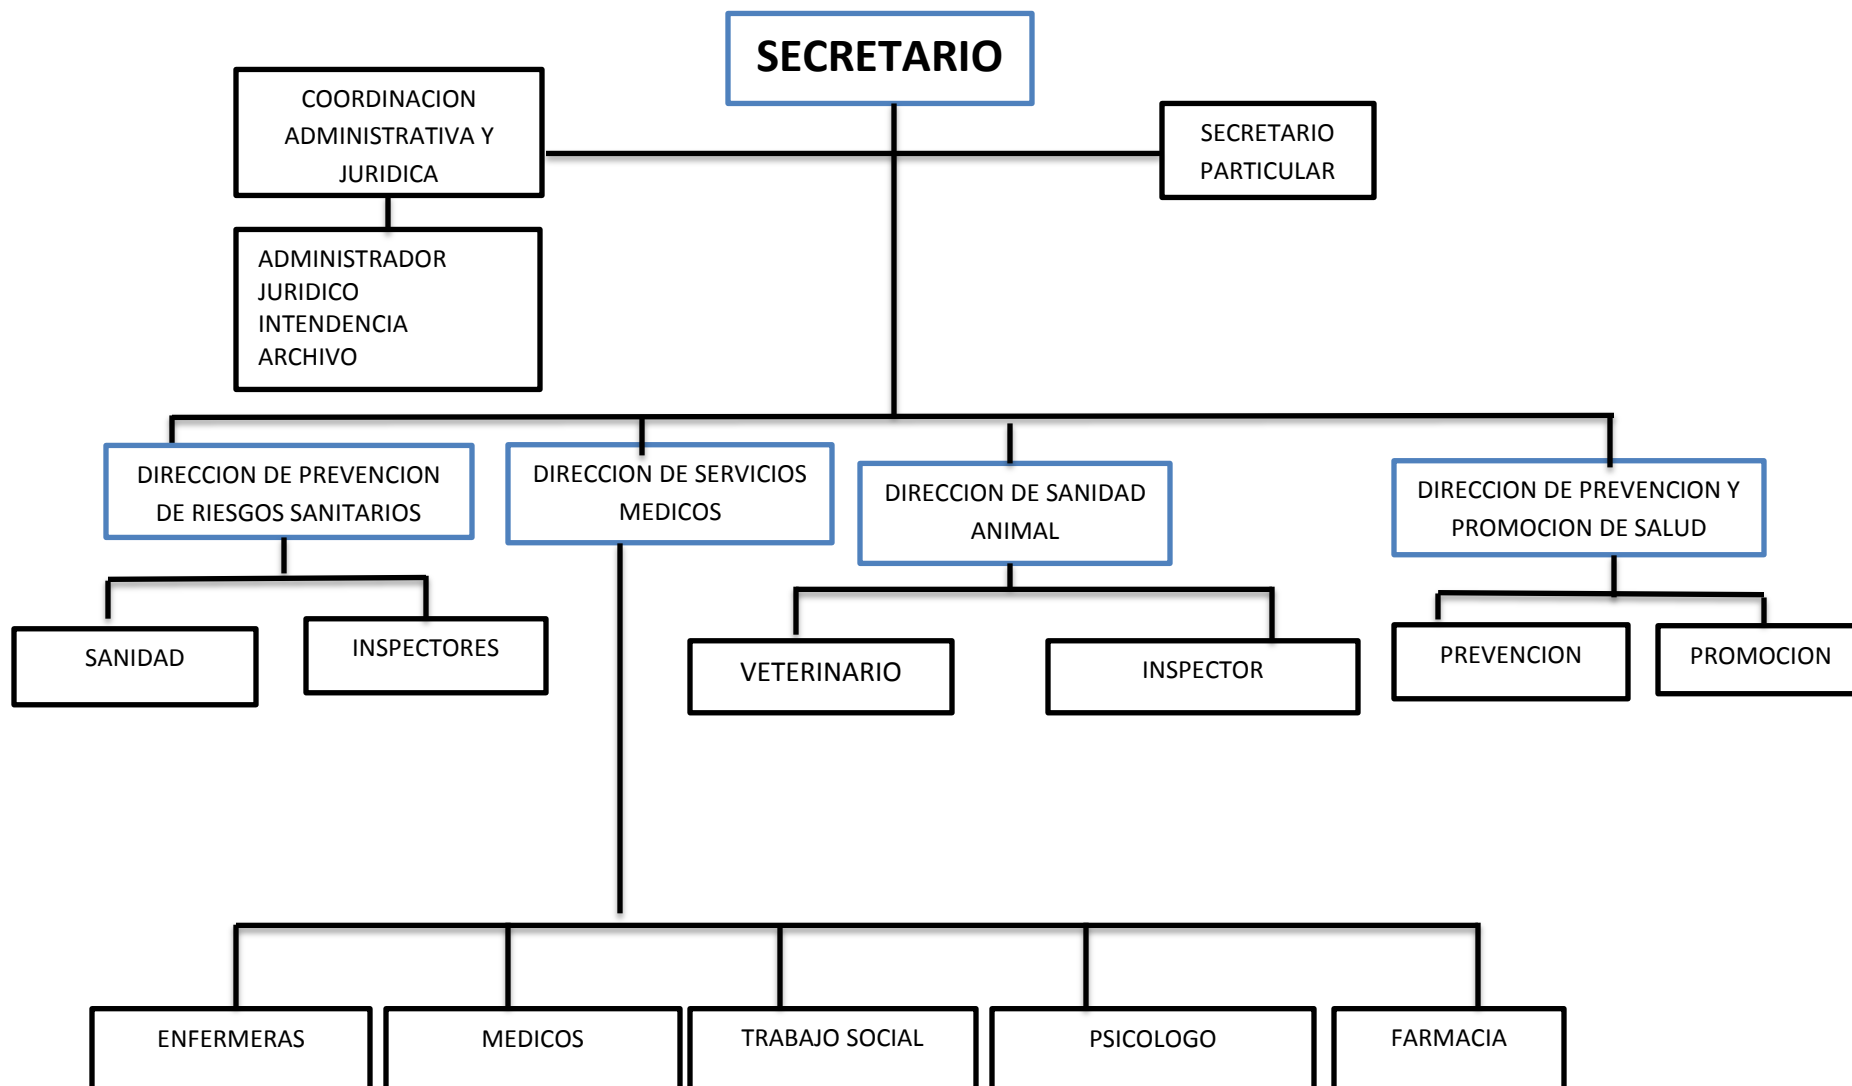 SECRETARIO
COORDINACION
ADMINISTRATIVA Y
JURIDICA
SECRETARIO
PARTICULAR
ADMINISTRADOR
JURIDICO
INTENDENCIA
ARCHIVO
DIRECCION DE PREVENCION
DE RIESGOS SANITARIOS
DIRECCION DE SERVICIOS
MEDICOS
DIRECCION DE SANIDAD
ANIMAL
DIRECCION DE PREVENCION Y
PROMOCION DE SALUD
SANIDAD
INSPECTORES
VETERINARIO
INSPECTOR
PREVENCION
PROMOCION
ENFERMERAS
MEDICOS
TRABAJO SOCIAL
PSICOLOGO
FARMACIA